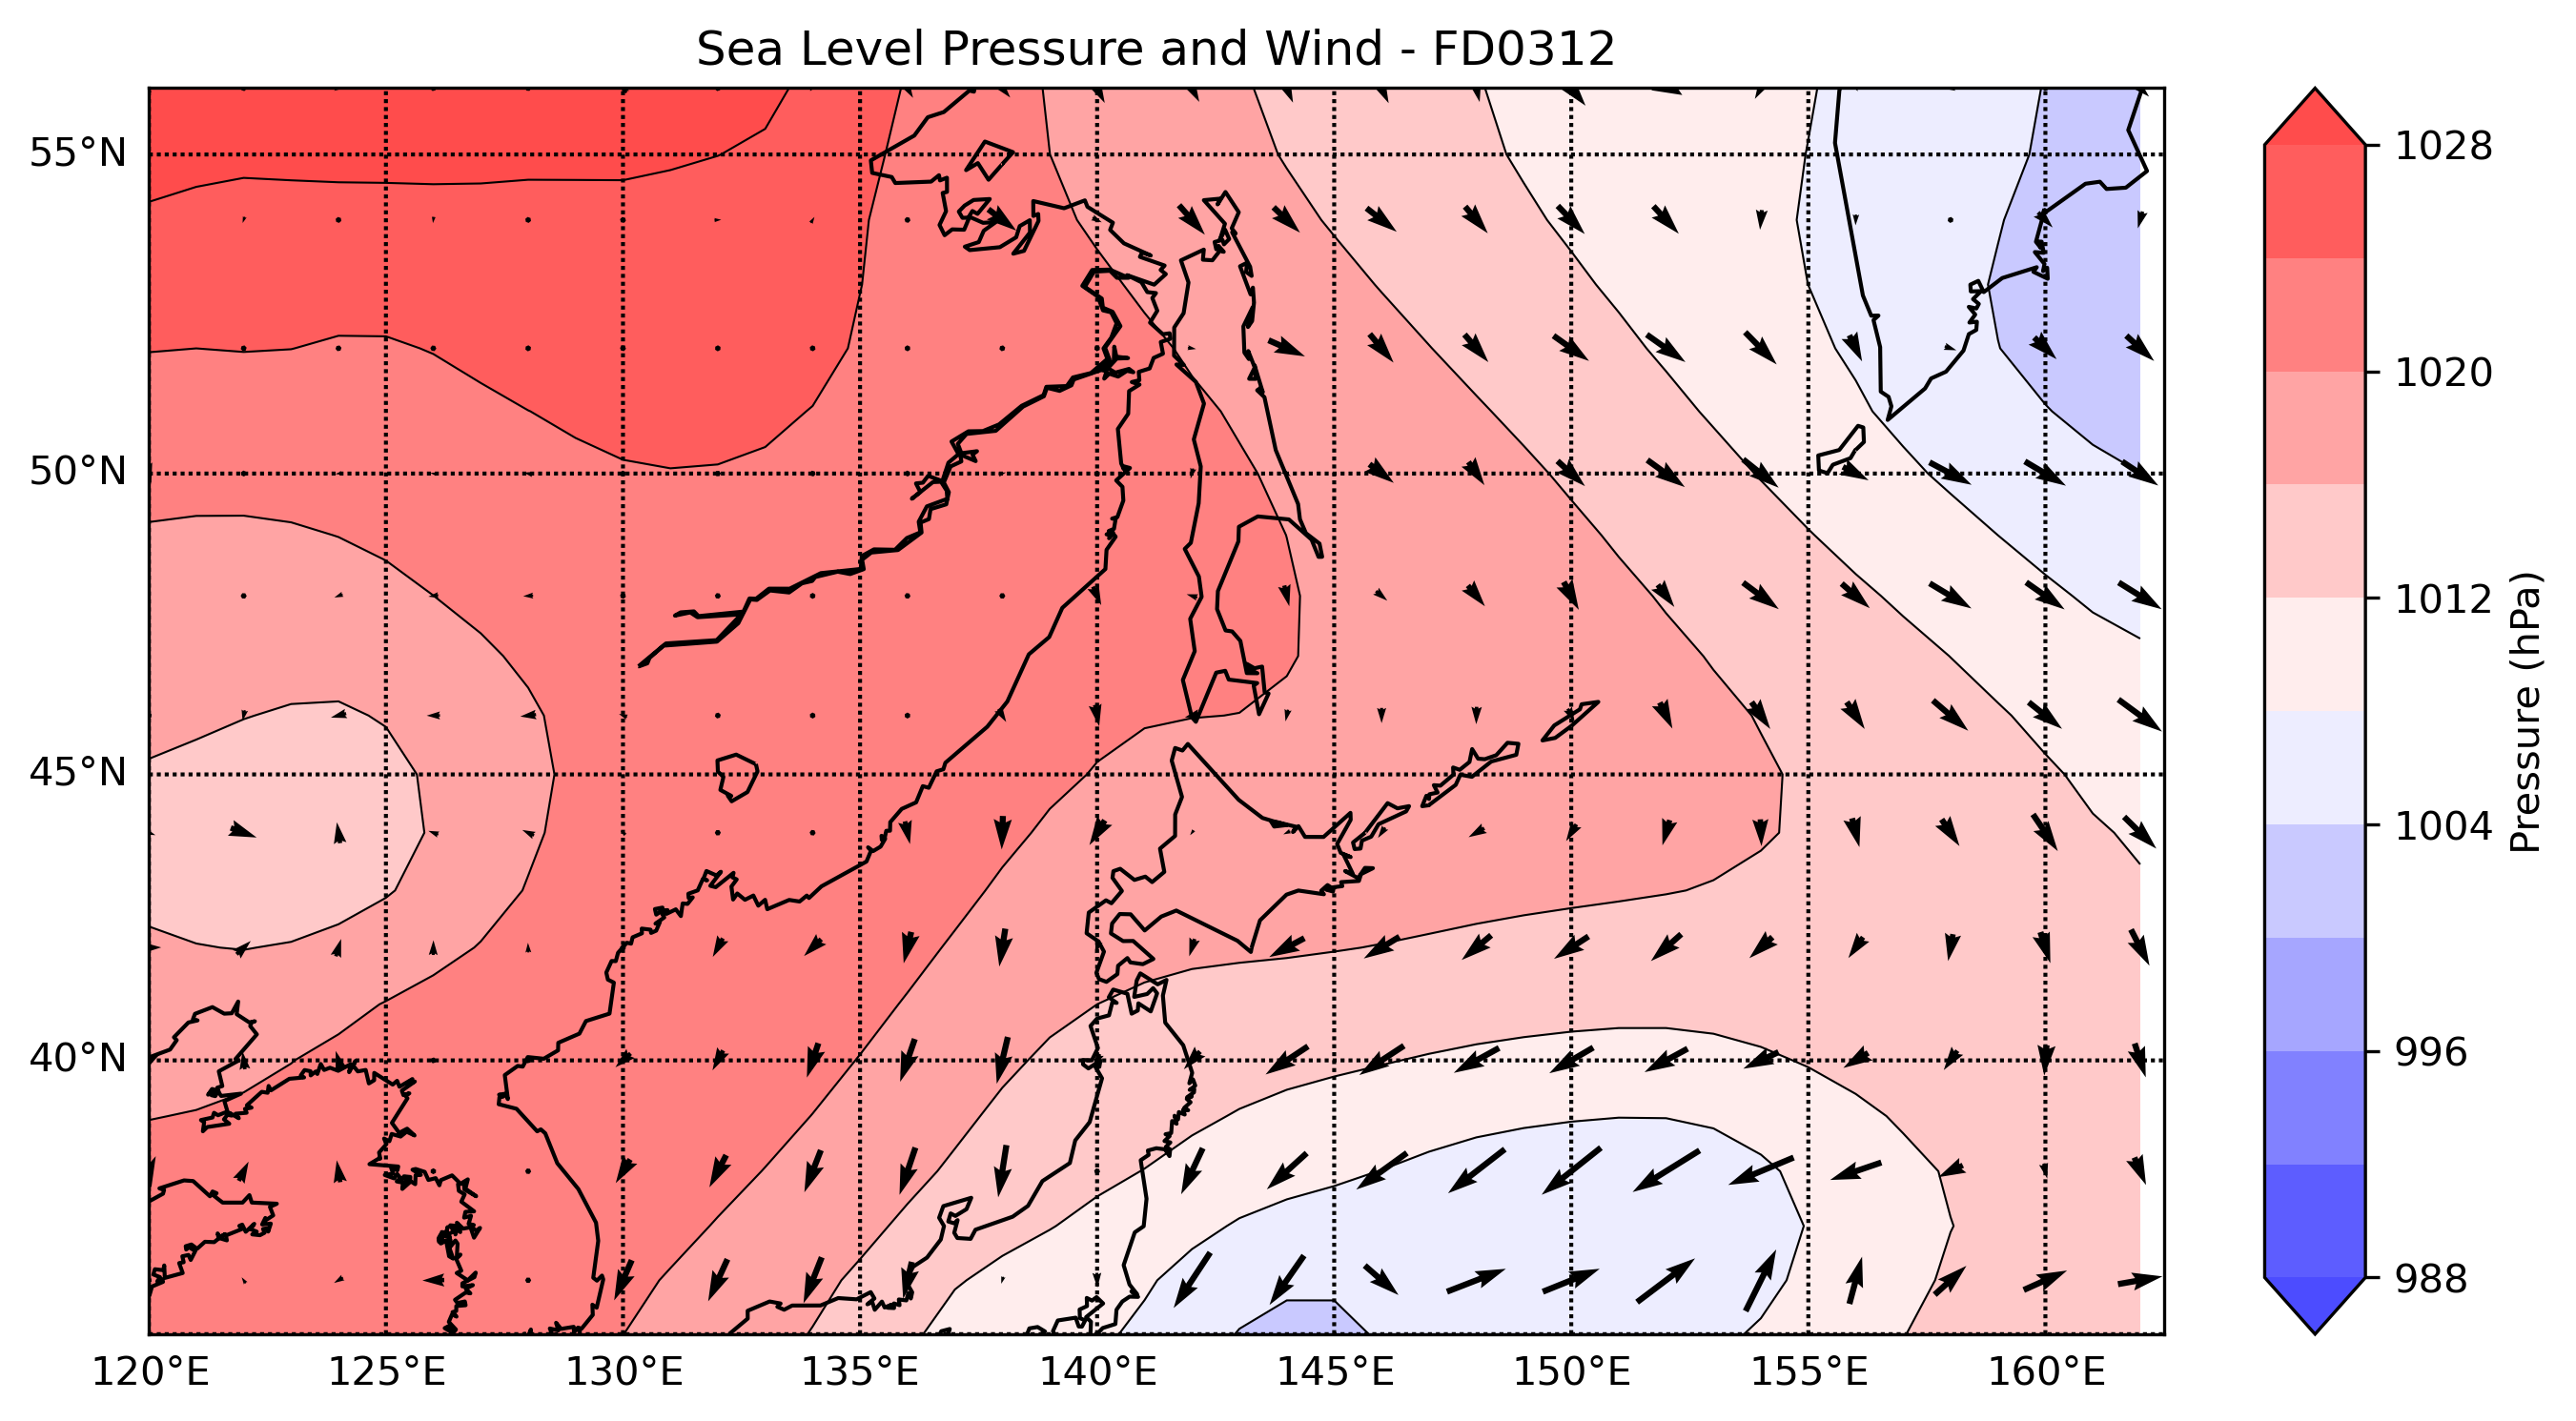 Sea Level Pressure and Wind - FD0312
55°N
50°N
45°N
40°N
120°E
125°E
130°E
135°E
140°E
145°E
150°E
155°E
160°E
1028
1020
1012
1004
996
988
Pressure (hPa)